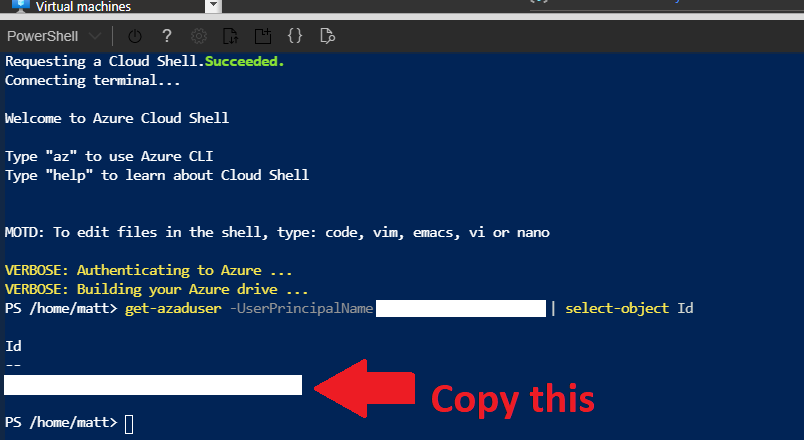 Virtual machines
PowerShell
Requesting a Cloud Shell.Succeeded.
Connecting terminal...
Welcome to Azure Cloud Shell
Type "az" to use Azure CLI
Type "help" to learn about Cloud Shell
MOTD: To edit files in the shell, type: code, vim, emacs, vi or nano
VERBOSE: Authenticating to Azure ...
VERBOSE: Building your Azure drive ...
PS /home/matt> get-azaduser -UserPrincipalName | select-object Id
Id
--
Copy this
PS /home/matt>